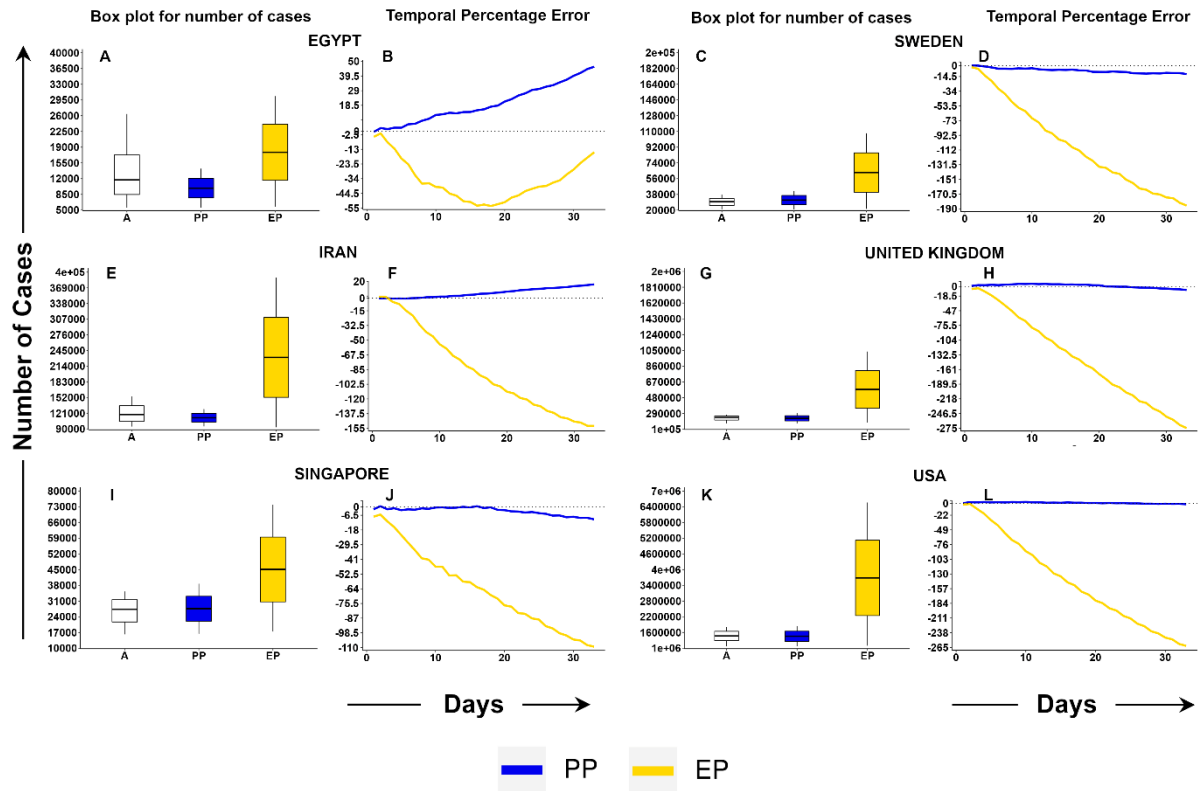 Box plot for number of cases
Temporal Percentage Error
Box plot for number of cases
Temporal Percentage Error
Number of Cases
EGYPT
A
40000
36500
33000
29500
26000
22500
19000
15500
12000
8500
5000
A PP EP
B
50
39.5
29
18.5
8
0
-2.5
-13
-23.5
-34
-44.5
-55
0 10 20 30
SWEDEN
C
2e+05
182000
164000
146000
128000
110000
92000
74000
56000
38000
20000
A PP EP
D
0
-14.5
-34
-53.5
-73
-92.5
-112
-131.5
-151
-170.5
-190
0 10 20 30
IRAN
E
4e+05
369000
338000
307000
276000
245000
214000
183000
152000
121000
90000
A PP EP
F
20
0
-15
-32.5
-50
-67.5
-85
-102.5
-120
-137.5
-155
0 10 20 30
UNITED KINGDOM
G
2e+06
1810000
1620000
1430000
1240000
1050000
860000
670000
480000
290000
1e+05
A PP EP
H
0
-18.5
-47
-75.5
-104
-132.5
-161
-189.5
-218
-246.5
-275
0 10 20 30
SINGAPORE
I
80000
73000
66000
59000
52000
45000
38000
31000
24000
17000
10000
A PP EP
J
0
-6.5
-18
-29.5
-41
-52.5
-64
-75.5
-87
-98.5
-110
0 10 20 30
USA
K
7e+06
6400000
5800000
5200000
4600000
4e+06
3400000
2800000
2200000
1600000
1e+06
A PP EP
L
0
-22
-49
-76
-103
-130
-157
-184
-211
-238
-265
0 10 20 30
Days
Days
PP
EP